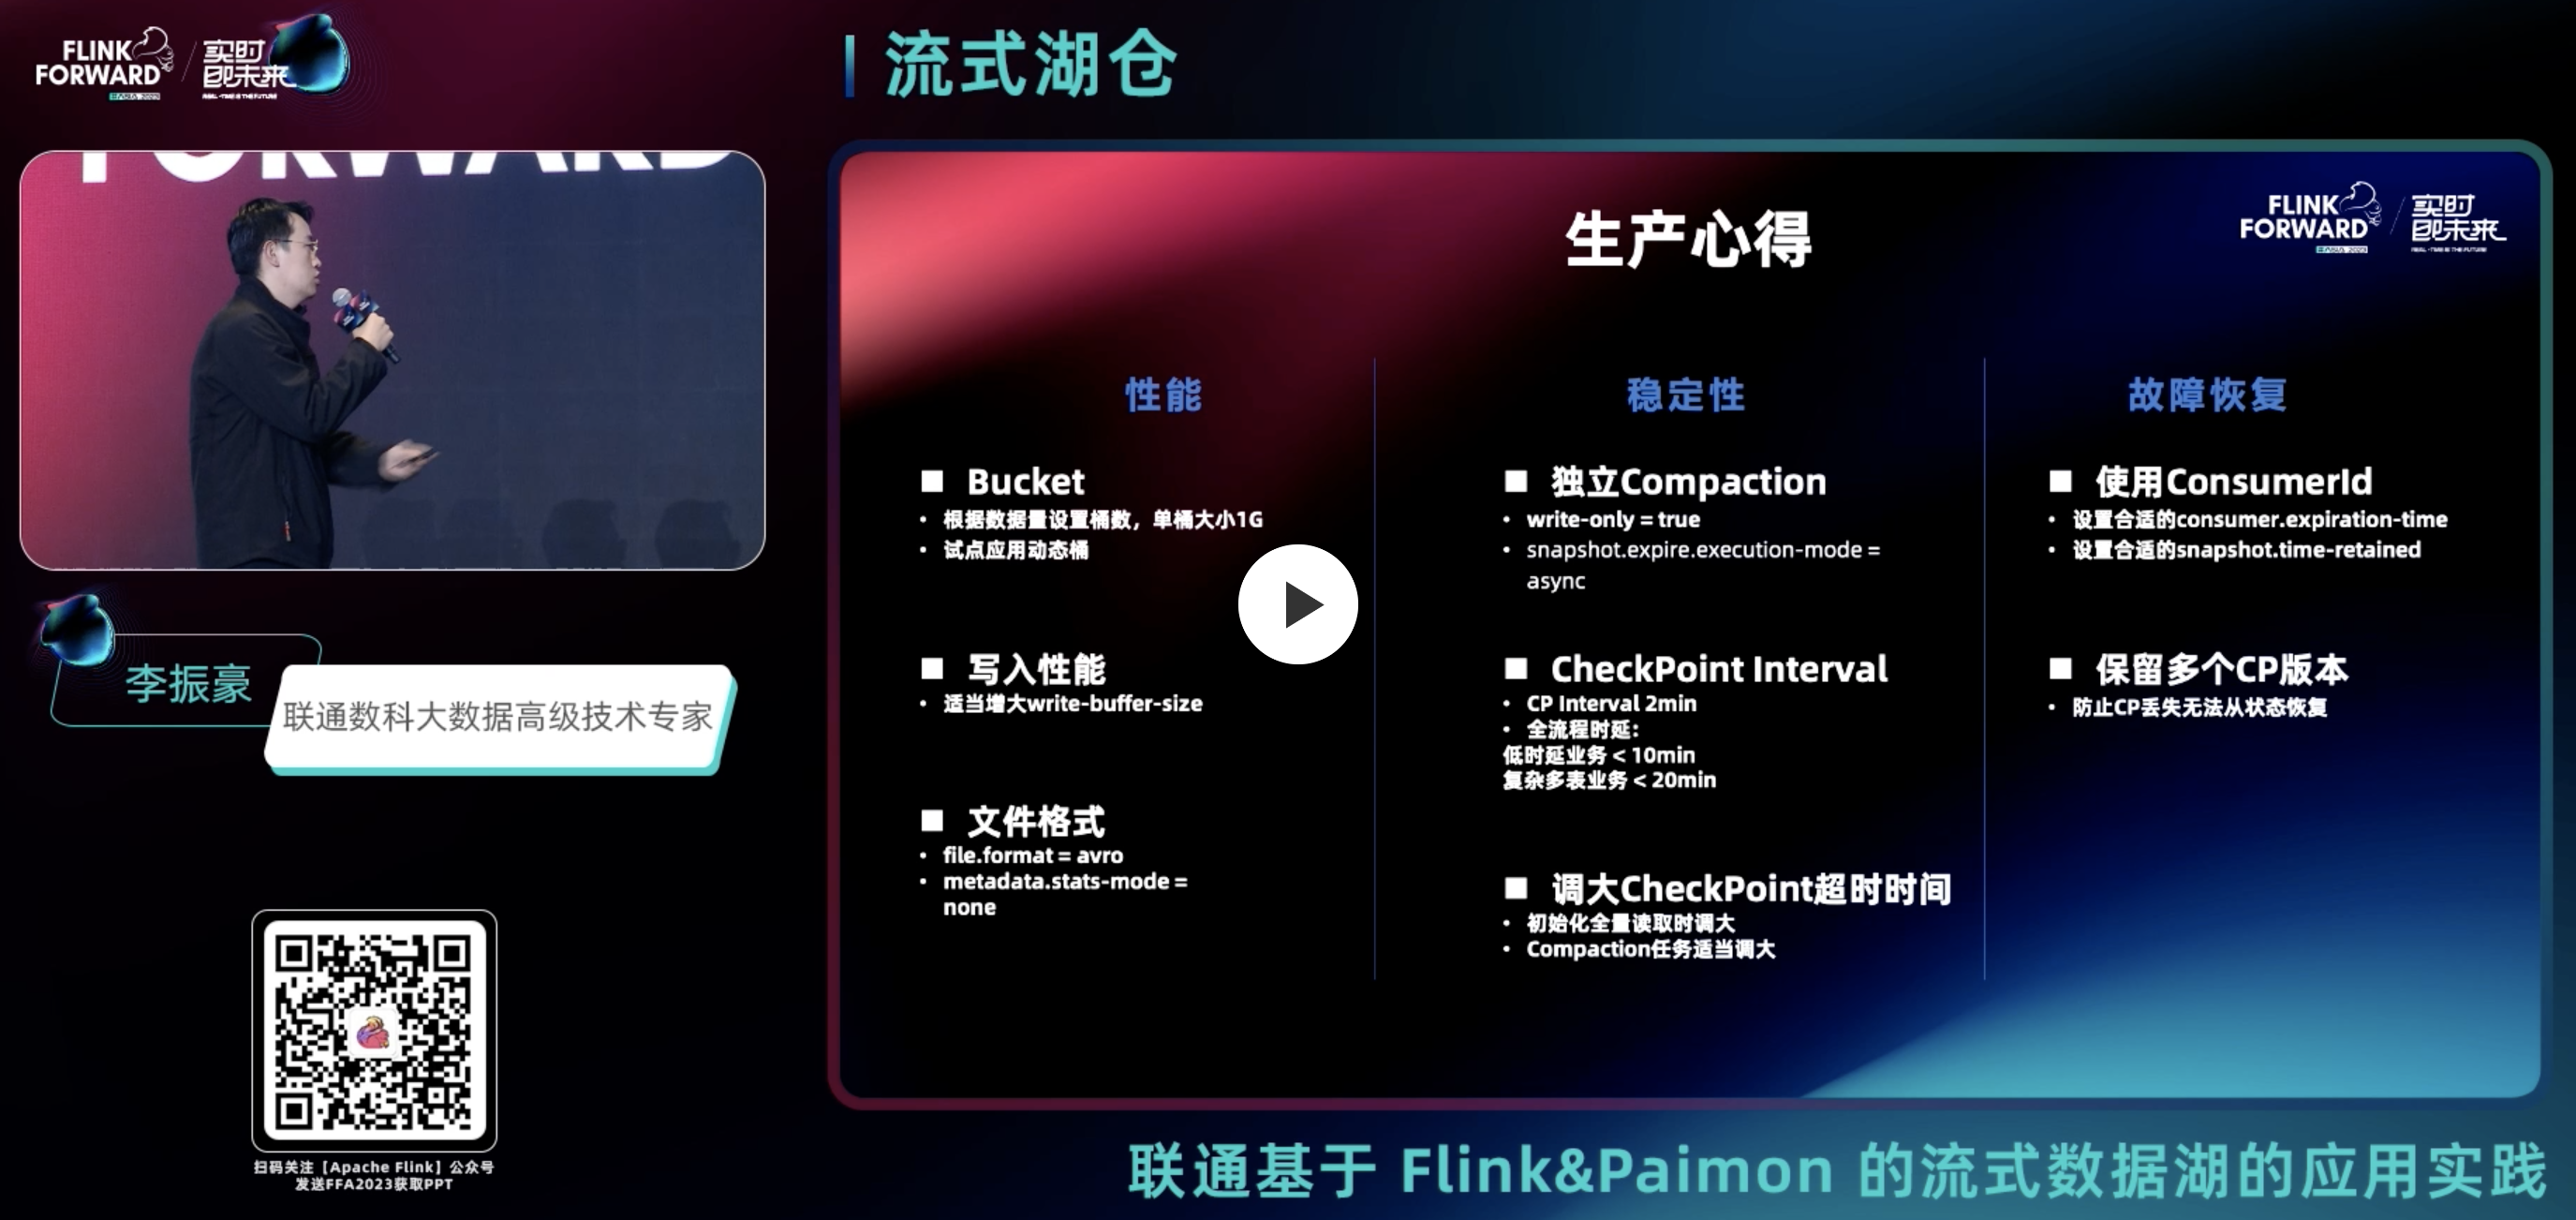 FLINK
FORWARD
实时
即未来
REAL-TIME IS THE FUTURE
流式湖仓
FORWARD
生产心得
FLINK
FORWARD
实时
即未来
REAL-TIME IS THE FUTURE
性能
■ Bucket
• 根据数据量设置桶数，单桶大小1G
• 试点应用动态桶
■ 写入性能
• 适当增大write-buffer-size
■ 文件格式
• file.format = avro
• metadata.stats-mode =
none
稳定性
■ 独立Compaction
• write-only = true
• snapshot.expire.execution-mode =
async
■ CheckPoint Interval
• CP Interval 2min
• 全流程时延：
低时延业务 < 10min
复杂多表业务 < 20min
■ 调大CheckPoint超时时间
• 初始化全量读取时调大
• Compaction任务适当调大
故障恢复
■ 使用ConsumerId
• 设置合适的consumer.expiration-time
• 设置合适的snapshot.time-retained
■ 保留多个CP版本
• 防止CP丢失无法从状态恢复
李振豪
联通数科大数据高级技术专家
扫码关注【Apache Flink】公众号
发送FFA2023获取PPT
联通基于 Flink&Paimon 的流式数据湖的应用实践